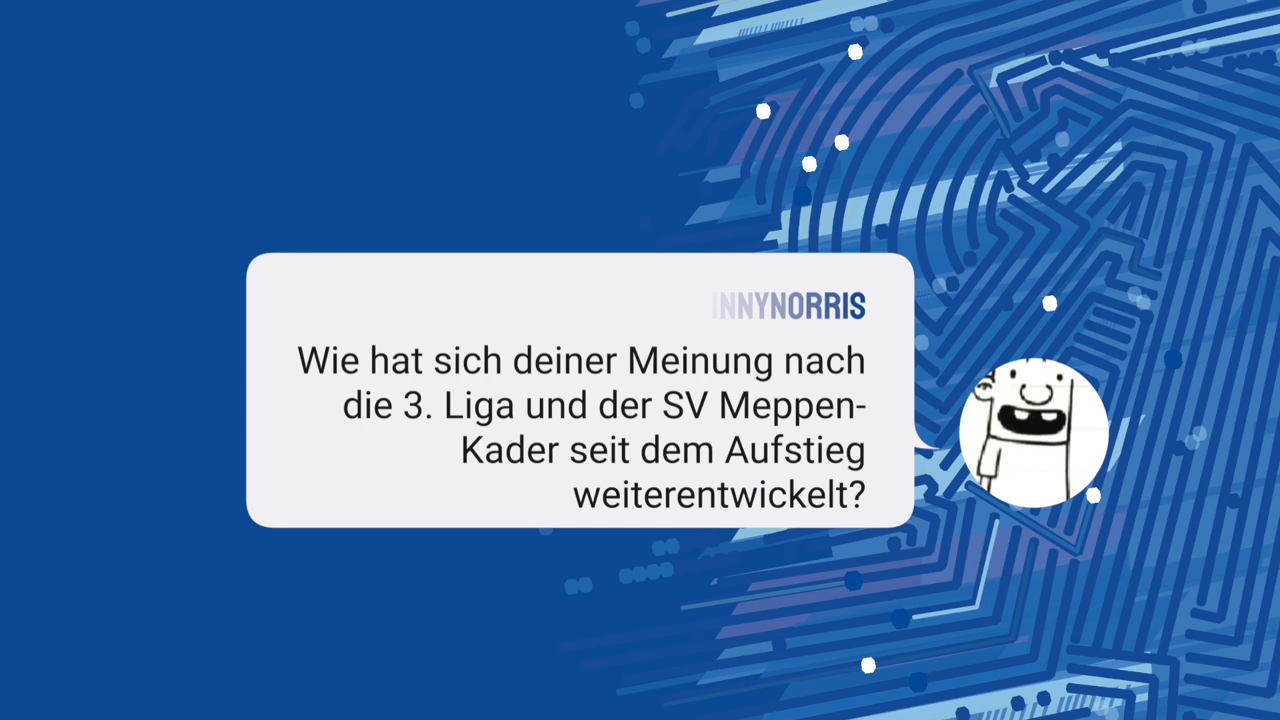 INNYNORRIS
Wie hat sich deiner Meinung nach
die 3. Liga und der SV Meppen-
Kader seit dem Aufstieg
weiterentwickelt?